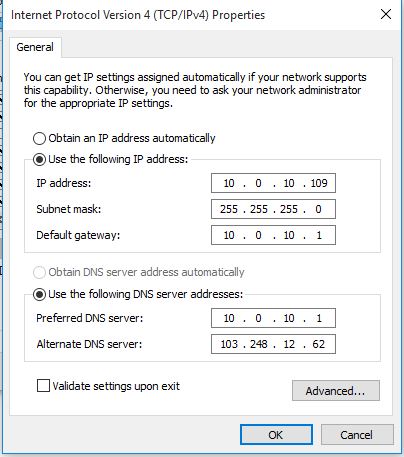 Internet Protocol Version 4 (TCP/IPv4) Properties
General
You can get IP settings assigned automatically if your network supports
this capability. Otherwise, you need to ask your network administrator
for the appropriate IP settings.
Obtain an IP address automatically
Use the following IP address:
IP address: 10 . 0 . 10 . 109
Subnet mask: 255 . 255 . 255 . 0
Default gateway: 10 . 0 . 10 . 1
Obtain DNS server address automatically
Use the following DNS server addresses:
Preferred DNS server: 10 . 0 . 10 . 1
Alternate DNS server: 103 . 248 . 12 . 62
Validate settings upon exit
Advanced...
OK Cancel